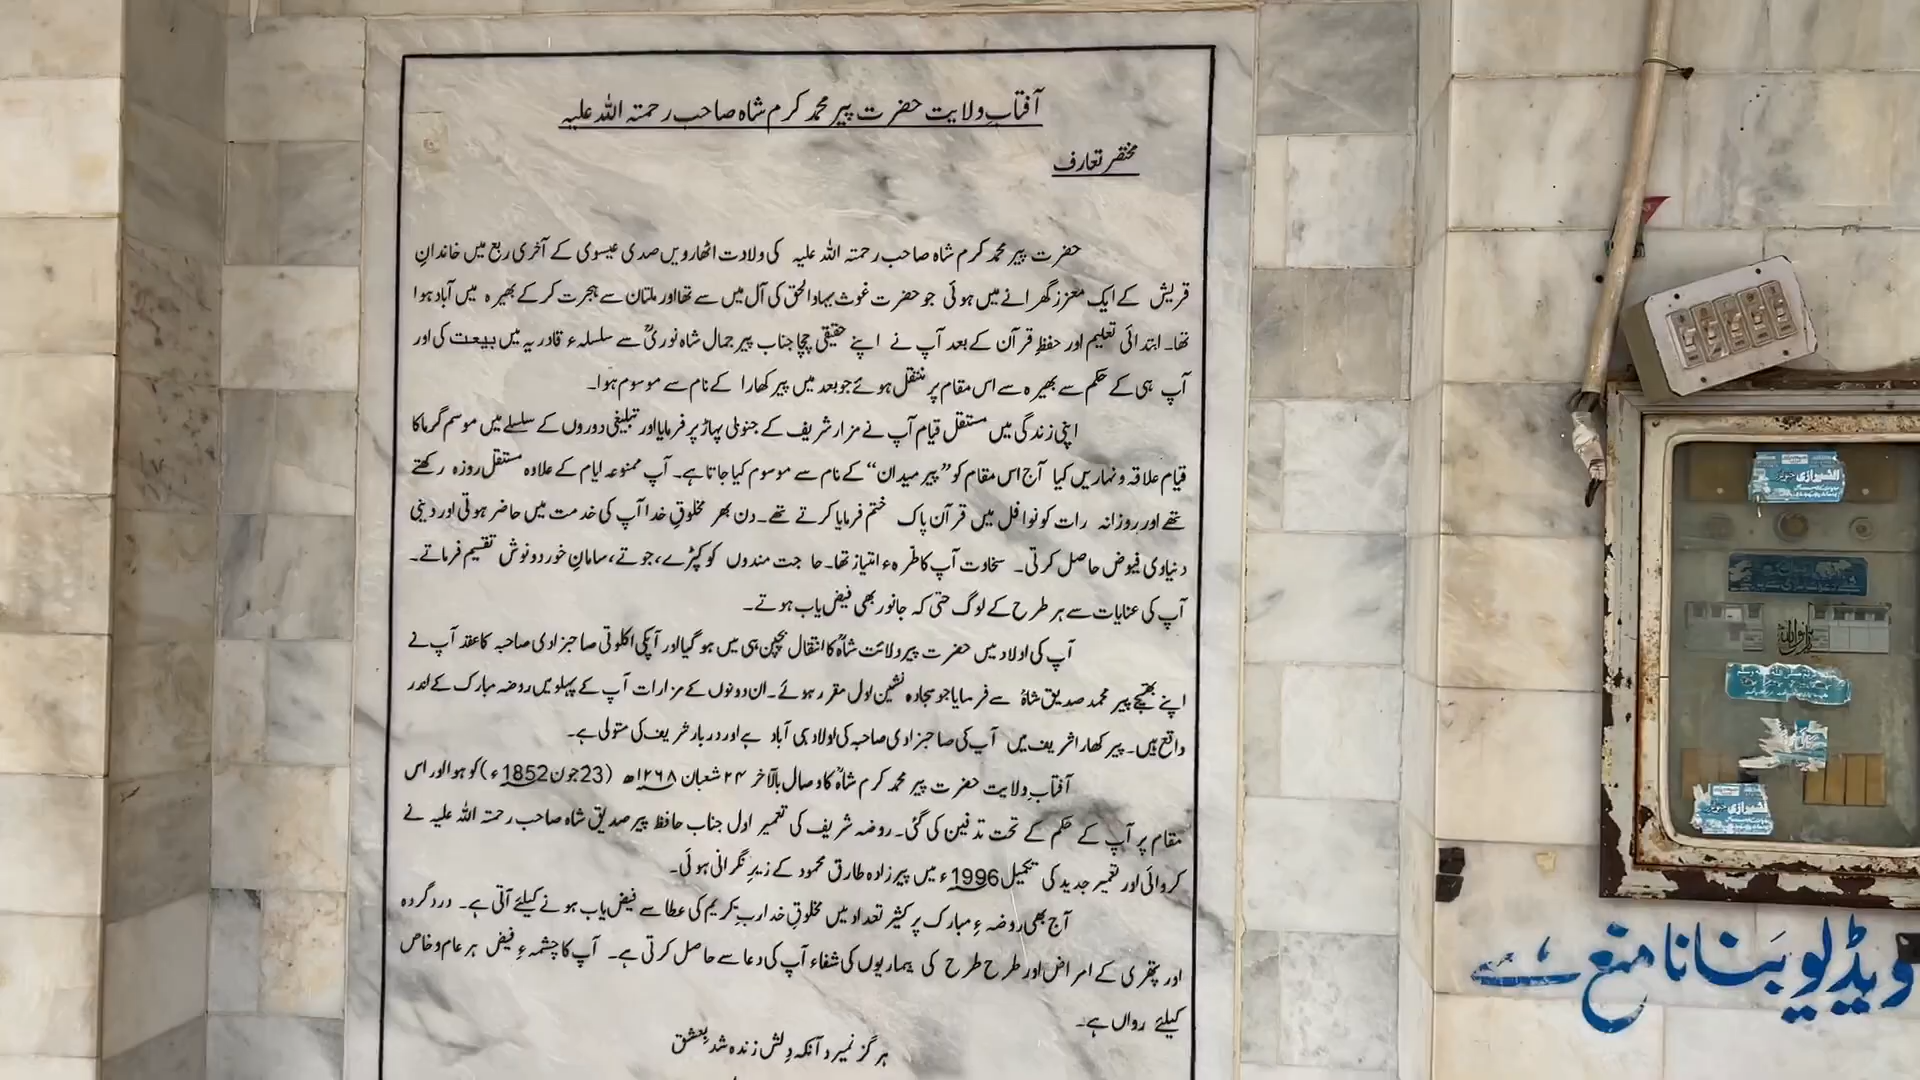 آفتابِ ولایت حضرت پیر محمد کرم شاہ صاحب رحمتہ اللہ علیہ
مختصر تعارف
حضرت پیر محمد کرم شاہ صاحب رحمتہ اللہ علیہ کی ولادت اٹھارویں صدی عیسوی کے آخری ربع میں خاندانِ
قریش کے ایک معزز گھرانے میں ہوئی جو حضرت غوث بہاوالحق کی آل میں سے تھا اور ملتان سے ہجرت کر کے بھیرہ میں آباد ہوا
تھا۔ ابتدائی تعلیم اور حفظِ قرآن کے بعد آپ نے اپنے حقیقی چچا جناب پیر جمال شاہ نوریؒ سے سلسلہء قادریہ میں بیعت کی اور
آپ ہی کے حکم سے بھیرہ سے اس مقام پر منتقل ہوئے جو بعد میں پیر کھارا کے نام سے موسوم ہوا۔
اپنی زندگی میں مستقل قیام آپ نے مزار شریف کے جنوبی پہاڑ پر فرمایا اور تبلیغی دوروں کے سلسلے میں موسم گرما کا
قیام علاقہ ونہار میں کیا آج اس مقام کو ”پیر میدان“ کے نام سے موسوم کیا جاتا ہے۔ آپ ممنوعہ ایام کے علاوہ مستقل روزہ رکھتے
تھے اور روزانہ رات کو نوافل میں قرآن پاک ختم فرمایا کرتے تھے۔ دن بھر مخلوقِ خدا آپ کی خدمت میں حاضر ہوتی اور دینی
دنیاوی فیوض حاصل کرتی۔ سخاوت آپ کا طرہء امتیاز تھا۔ حاجت مندوں کو کپڑے، جوتے، سامانِ خوردونوش تقسیم فرماتے۔
آپ کی عنایات سے ہر طرح کے لوگ حتیٰ کہ جانور بھی فیض یاب ہوتے۔
آپ کی اولاد میں حضرت پیر ولائت شاہؒ کا انتقال بچپن ہی میں ہو گیا اور آپکی اکلوتی صاحبزادی صاحبہ کا عقد آپ نے
اپنے بھتیجے پیر محمد صدیق شاہؒ سے فرمایا جو سجادہ نشین اول مقرر ہوئے۔ ان دونوں کے مزارات آپ کے پہلو میں روضہ مبارک کے اندر
واقع ہیں۔ پیر کھارا شریف میں آپ کی صاحبزادی صاحبہ کی اولاد ہی آباد ہے اور دربار شریف کی متولی ہے۔
آفتابِ ولایت حضرت پیر محمد کرم شاہؒ کا وصال بالآخر ۲۴ شعبان ۱۲۶۸ھ (23 جون 1852ء) کو ہوا اور اس
مقام پر آپ کے حکم کے تحت تدفین کی گئی۔ روضہ شریف کی تعمیر اول جناب حافظ پیر صدیق شاہ صاحب رحمتہ اللہ علیہ نے
کروائی اور تعمیر جدید کی تکمیل 1996ء میں پیرزادہ طارق محمود کے زیرِ نگرانی ہوئی۔
آج بھی روضہءِ مبارک پر کثیر تعداد میں مخلوقِ خدا ربِ کریم کی عطا سے فیض یاب ہونے کیلئے آتی ہے۔ درد گردہ
اور پتھری کے امراض اور طرح طرح کی بیماریوں کی شفاء آپ کی دعا سے حاصل کرتی ہے۔ آپ کا چشمہءِ فیض ہر عام و خاص
کیلئے رواں ہے۔
ہرگز نمیرد آنکہ دلش زندہ شد بعشق
الشیرازی
ویڈیو بنانا منع ہے
الشیرازی